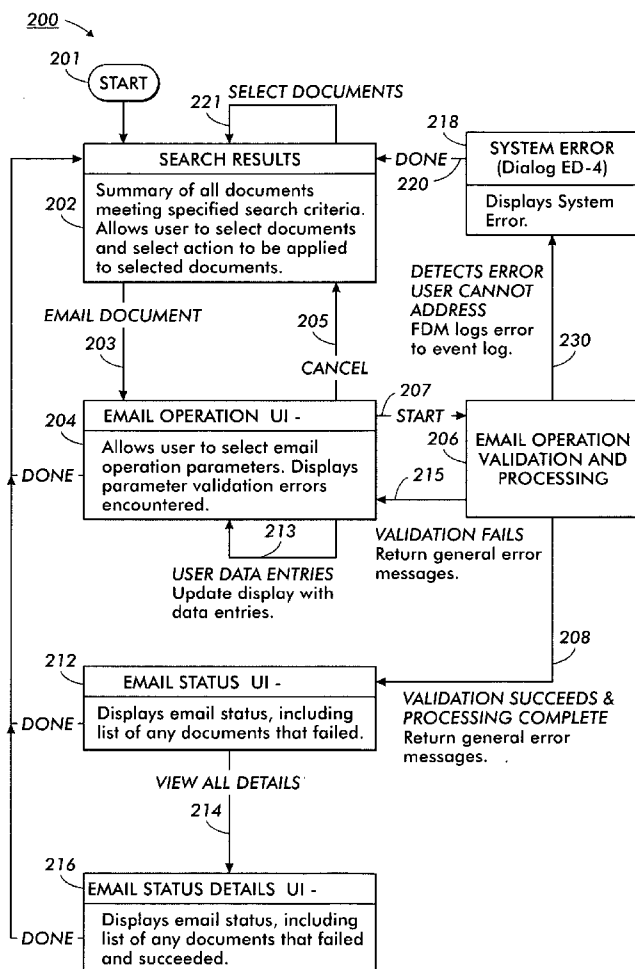 200
201
START
221
SELECT DOCUMENTS
SEARCH RESULTS
202
Summary of all documents
meeting specified search criteria.
Allows user to select documents
and select action to be applied
to selected documents.
DONE
220
218
SYSTEM ERROR
(Dialog ED-4)
Displays System
Error.
EMAIL DOCUMENT
203
205
CANCEL
DETECTS ERROR
USER CANNOT
ADDRESS
FDM logs error
to event log.
230
207
START
204
EMAIL OPERATION UI -
Allows user to select email
operation parameters. Displays
parameter validation errors
encountered.
DONE
206
EMAIL OPERATION
VALIDATION AND
PROCESSING
215
VALIDATION FAILS
Return general error
messages.
213
USER DATA ENTRIES
Update display with
data entries.
208
212
EMAIL STATUS UI -
Displays email status, including
list of any documents that failed.
DONE
VALIDATION SUCCEEDS &
PROCESSING COMPLETE
Return general error
messages.
VIEW ALL DETAILS
214
216
EMAIL STATUS DETAILS UI -
Displays email status, including
list of any documents that failed
and succeeded.
DONE